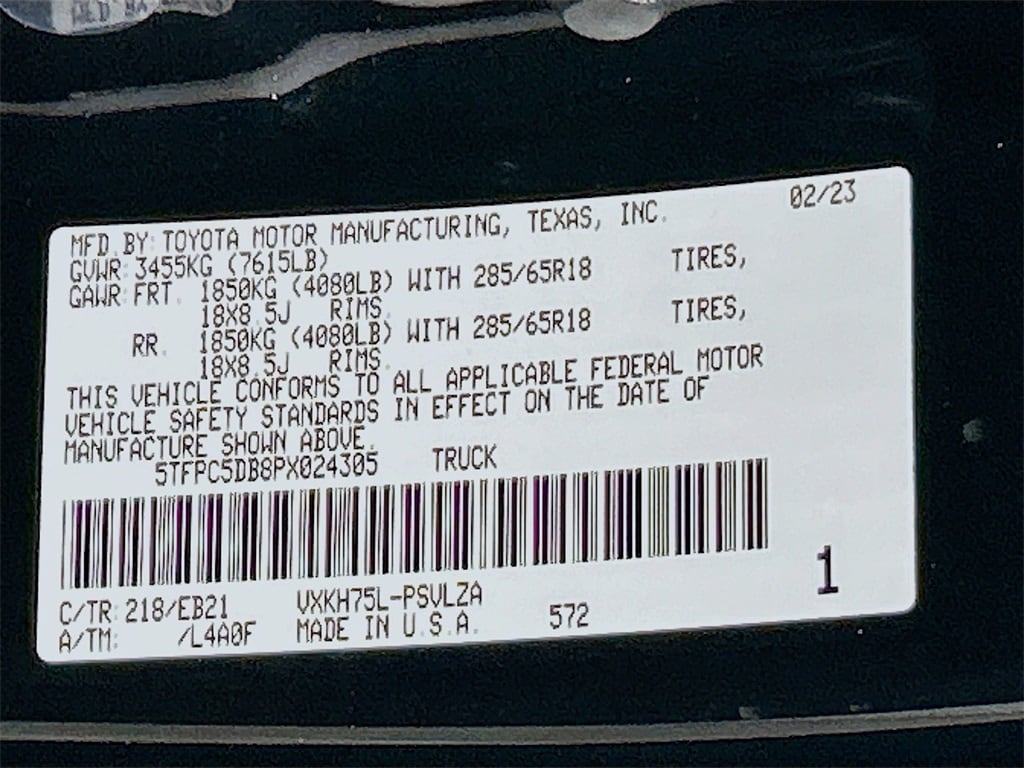 02/23
MFD. BY: TOYOTA MOTOR MANUFACTURING, TEXAS, INC.
GVWR: 3455KG (7615LB)
GAWR: FRT. 1850KG (4080LB) WITH 285/65R18 TIRES,
18X8.5J RIMS.
RR. 1850KG (4080LB) WITH 285/65R18 TIRES,
18X8.5J RIMS.
THIS VEHICLE CONFORMS TO ALL APPLICABLE FEDERAL MOTOR
VEHICLE SAFETY STANDARDS IN EFFECT ON THE DATE OF
MANUFACTURE SHOWN ABOVE.
5TFPC5DB8PX024305 TRUCK
C/TR: 218/EB21 VXKH75L-PSVLZA
A/TM: /L4A0F MADE IN U.S.A. 572
1